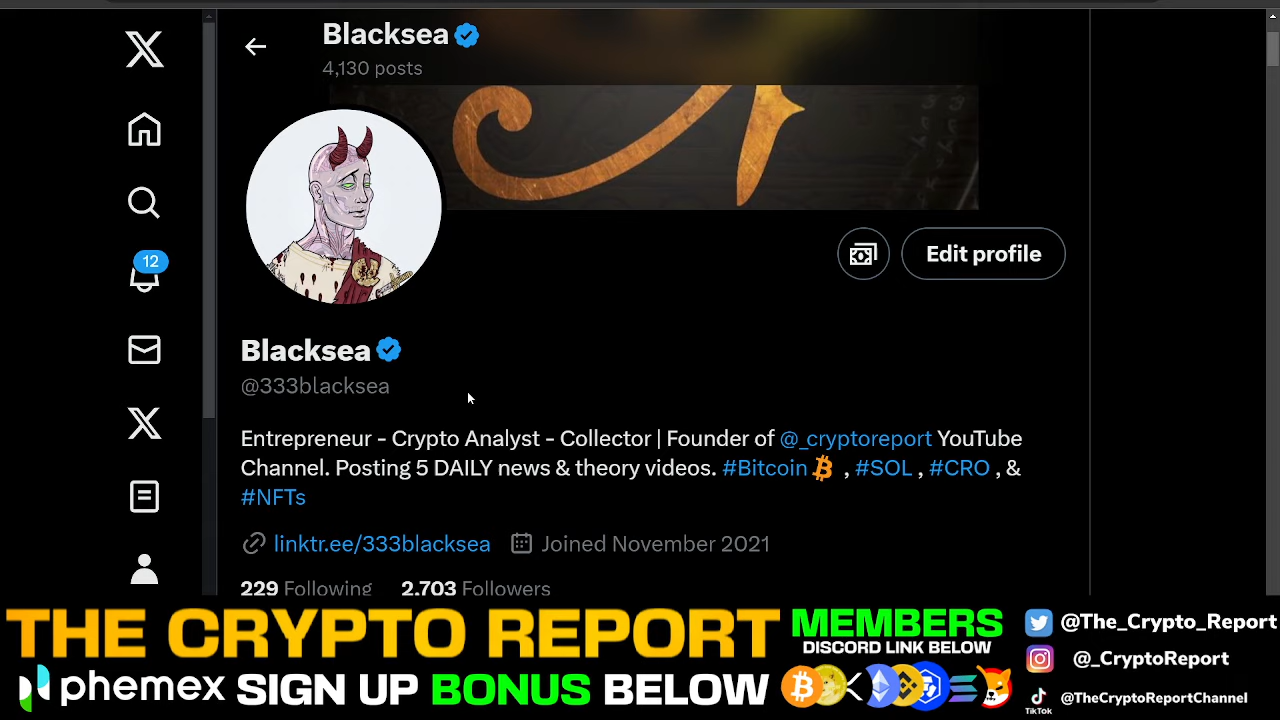 Blacksea
4,130 posts
12
Edit profile
Blacksea
@333blacksea
Entrepreneur - Crypto Analyst - Collector | Founder of @_cryptoreport YouTube
Channel. Posting 5 DAILY news & theory videos. #Bitcoin , #SOL , #CRO , &
#NFTs
linktr.ee/333blacksea Joined November 2021
229 Following 2,703 Followers
THE CRYPTO REPORT
MEMBERS
DISCORD LINK BELOW
phemex SIGN UP BONUS BELOW
@The_Crypto_Report
@_CryptoReport
TikTok @TheCryptoReportChannel